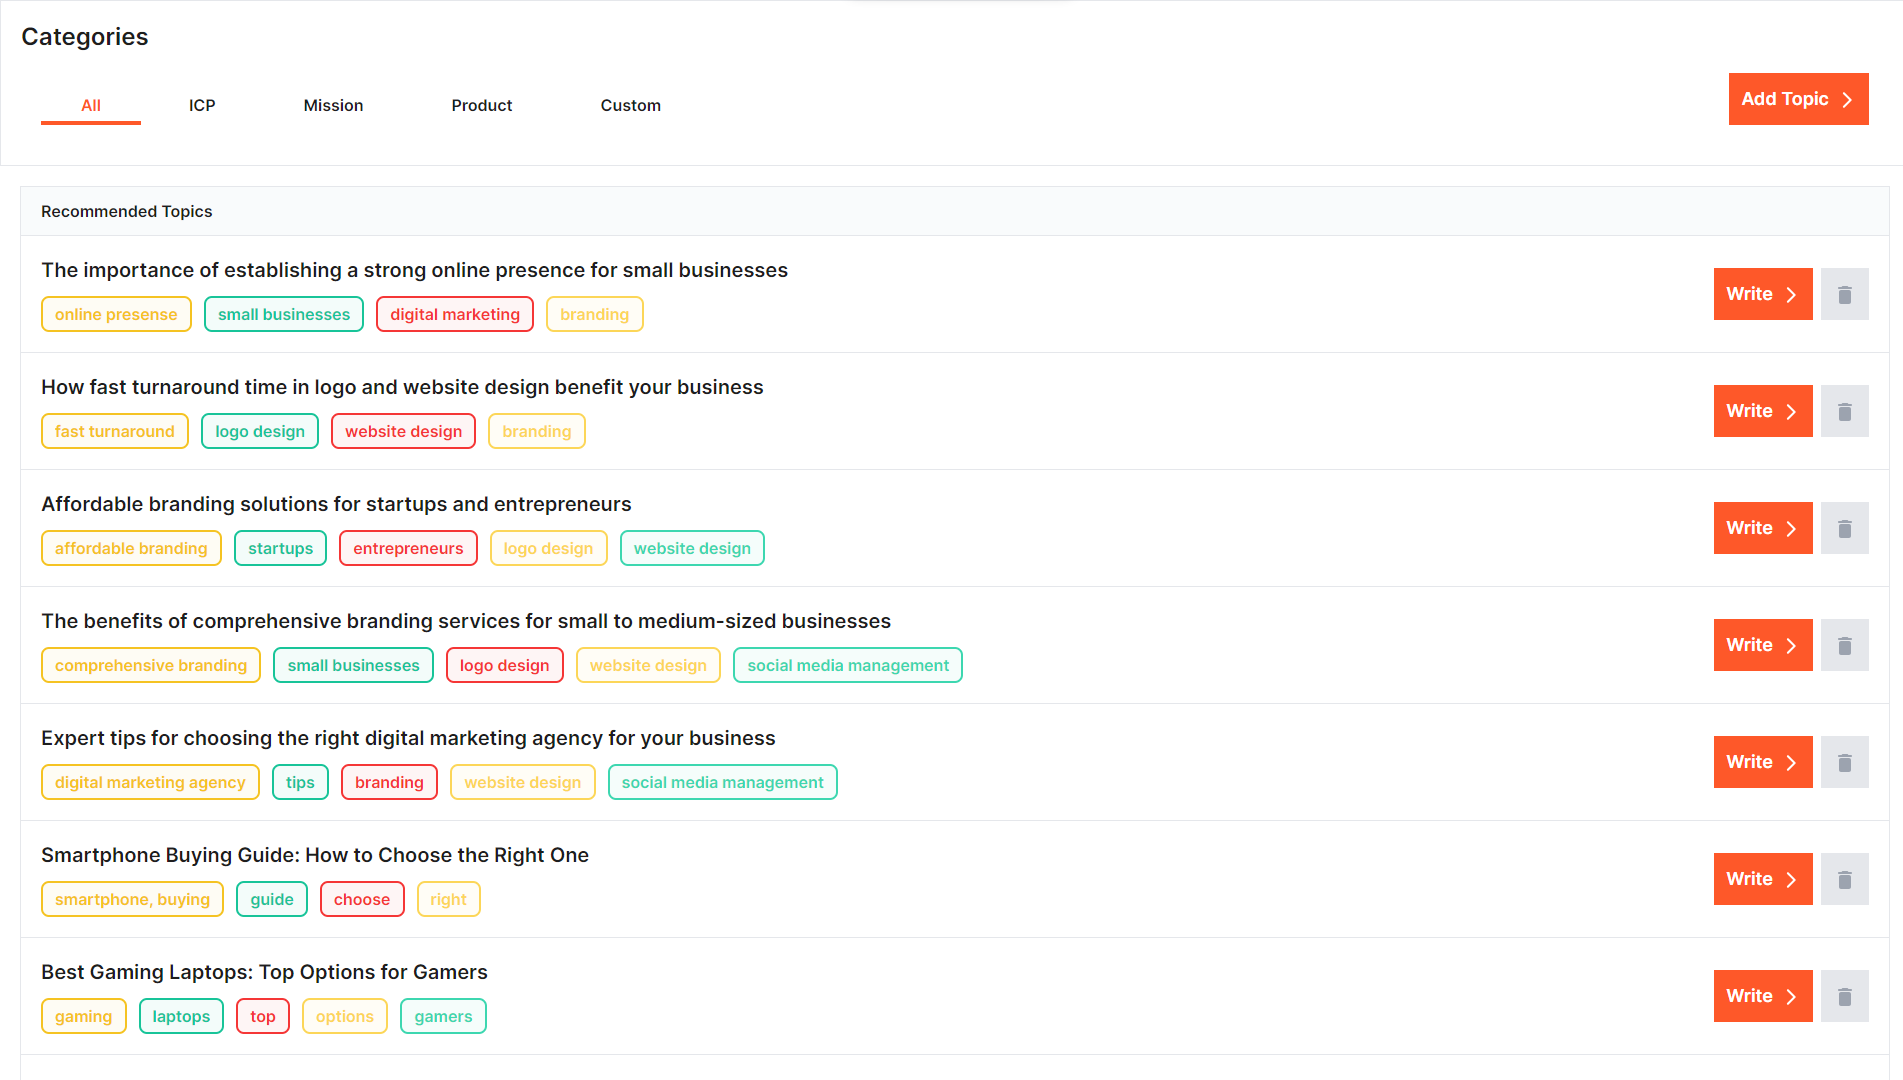 Categories
All ICP Mission Product Custom
Add Topic
Recommended Topics
The importance of establishing a strong online presence for small businesses
online presense small businesses digital marketing branding
Write
How fast turnaround time in logo and website design benefit your business
fast turnaround logo design website design branding
Write
Affordable branding solutions for startups and entrepreneurs
affordable branding startups entrepreneurs logo design website design
Write
The benefits of comprehensive branding services for small to medium-sized businesses
comprehensive branding small businesses logo design website design social media management
Write
Expert tips for choosing the right digital marketing agency for your business
digital marketing agency tips branding website design social media management
Write
Smartphone Buying Guide: How to Choose the Right One
smartphone, buying guide choose right
Write
Best Gaming Laptops: Top Options for Gamers
gaming laptops top options gamers
Write